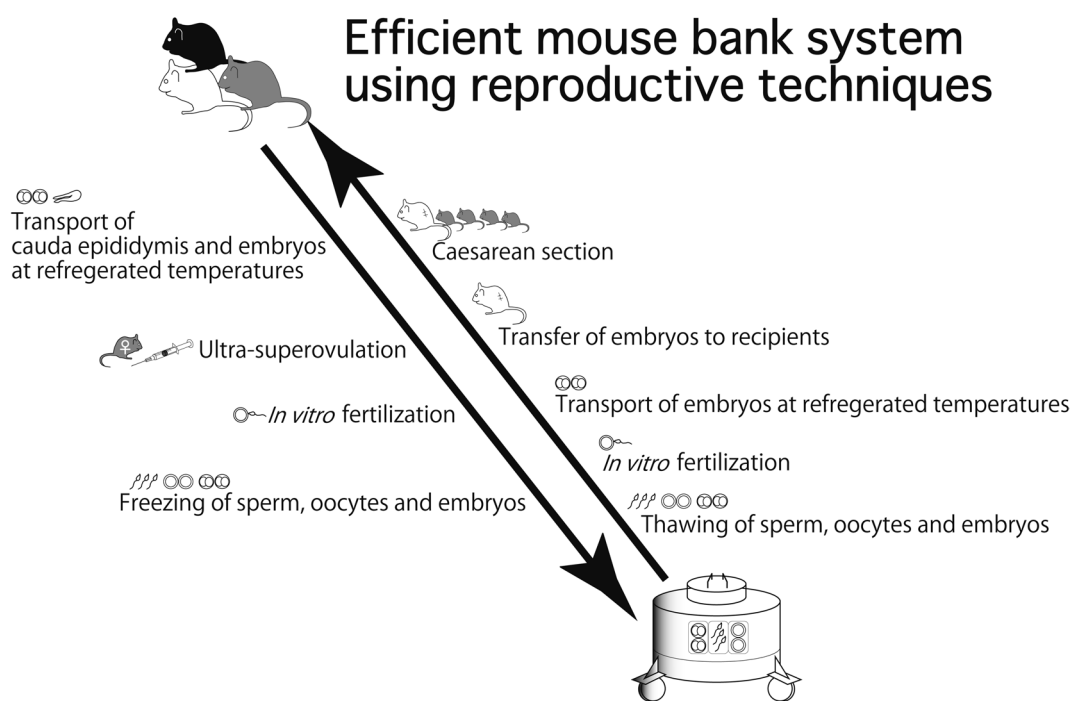 Efficient mouse bank system
using reproductive techniques
Transport of
cauda epididymis and embryos
at refregerated temperatures
Ultra-superovulation
In vitro fertilization
Freezing of sperm, oocytes and embryos
Caesarean section
Transfer of embryos to recipients
Transport of embryos at refregerated temperatures
In vitro fertilization
Thawing of sperm, oocytes and embryos